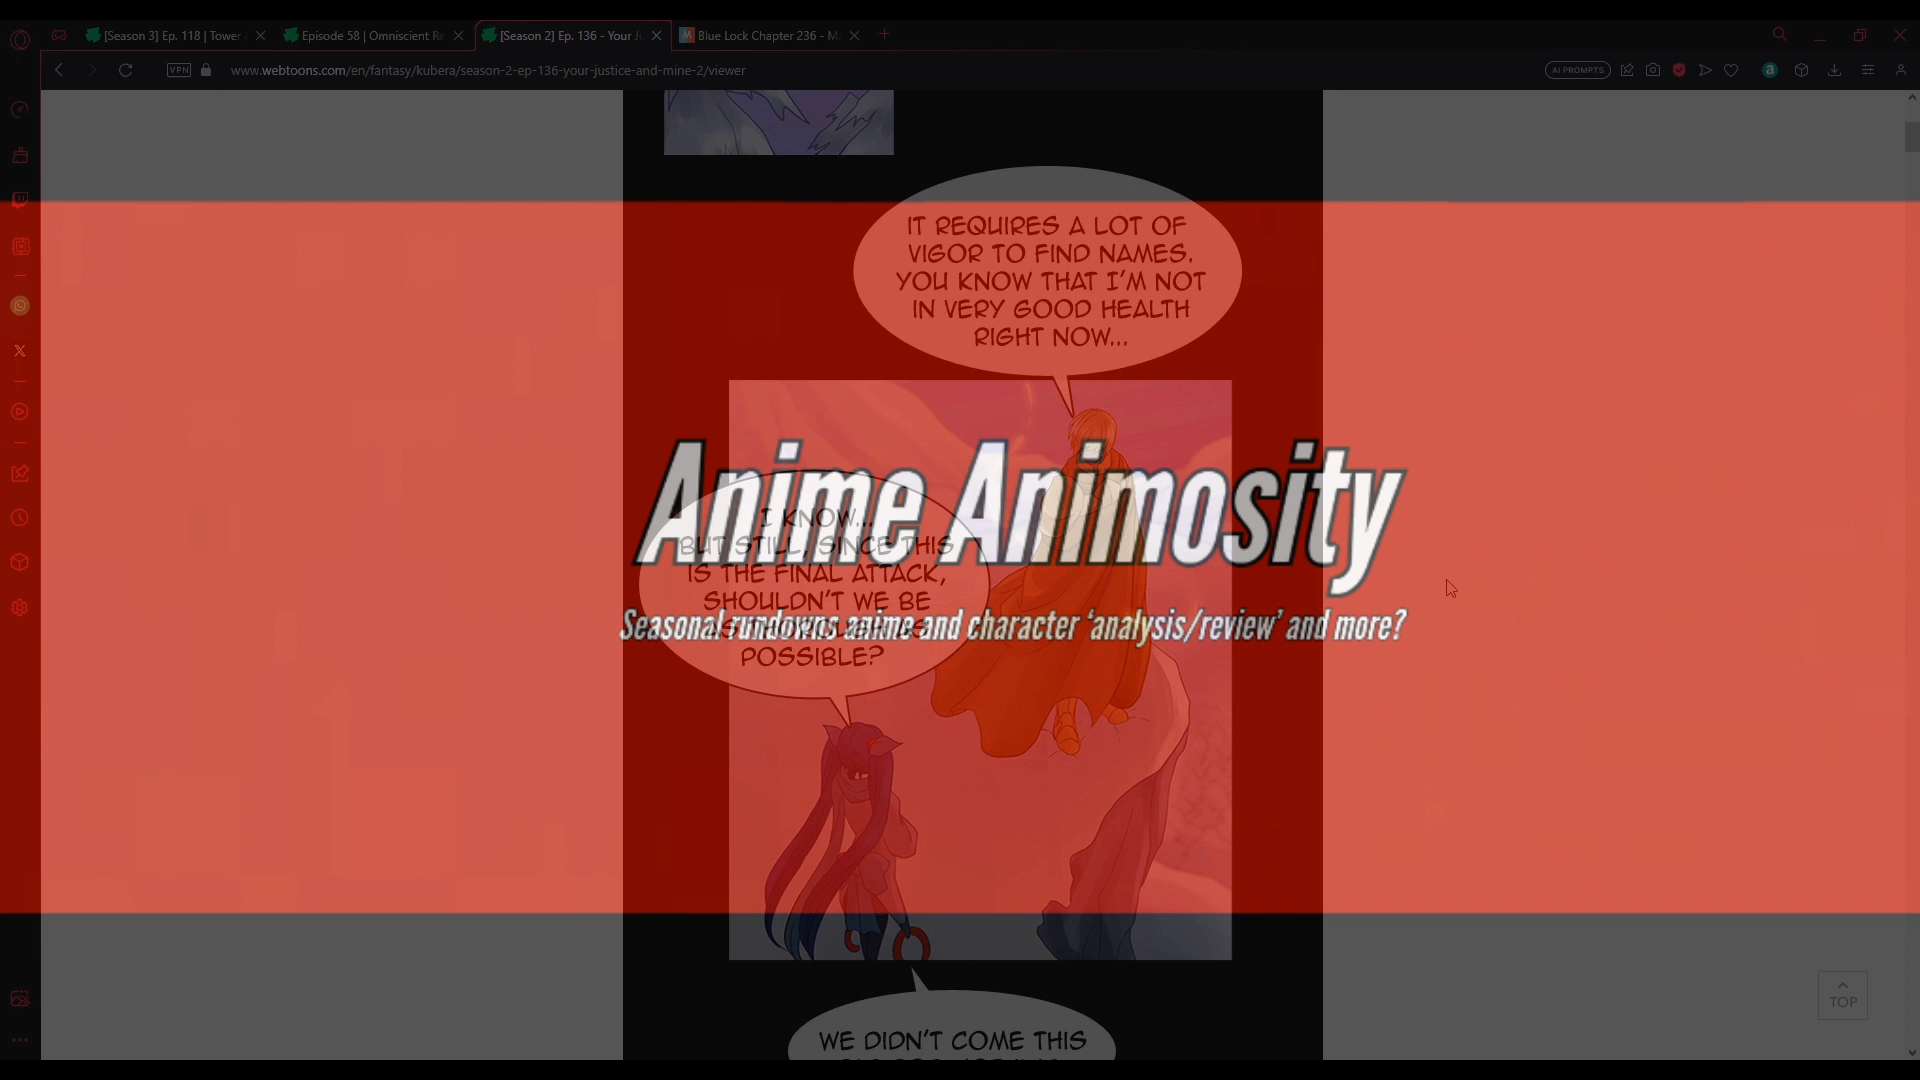 [Season 3] Ep. 118 | Tower
Episode 58 | Omniscient Re
[Season 2] Ep. 136 - Your J
Blue Lock Chapter 236 - M
VPN
www.webtoons.com/en/fantasy/kubera/season-2-ep-136-your-justice-and-mine-2/viewer
AI PROMPTS
IT REQUIRES A LOT OF
VIGOR TO FIND NAMES.
YOU KNOW THAT I'M NOT
IN VERY GOOD HEALTH
RIGHT NOW...
Anime Animosity
Seasonal rundowns anime and character 'analysis/review' and more?
I KNOW...
BUT STILL, SINCE THIS
IS THE FINAL ATTACK,
SHOULDN'T WE BE
AS THOROUGH AS
POSSIBLE?
WE DIDN'T COME THIS
TOP